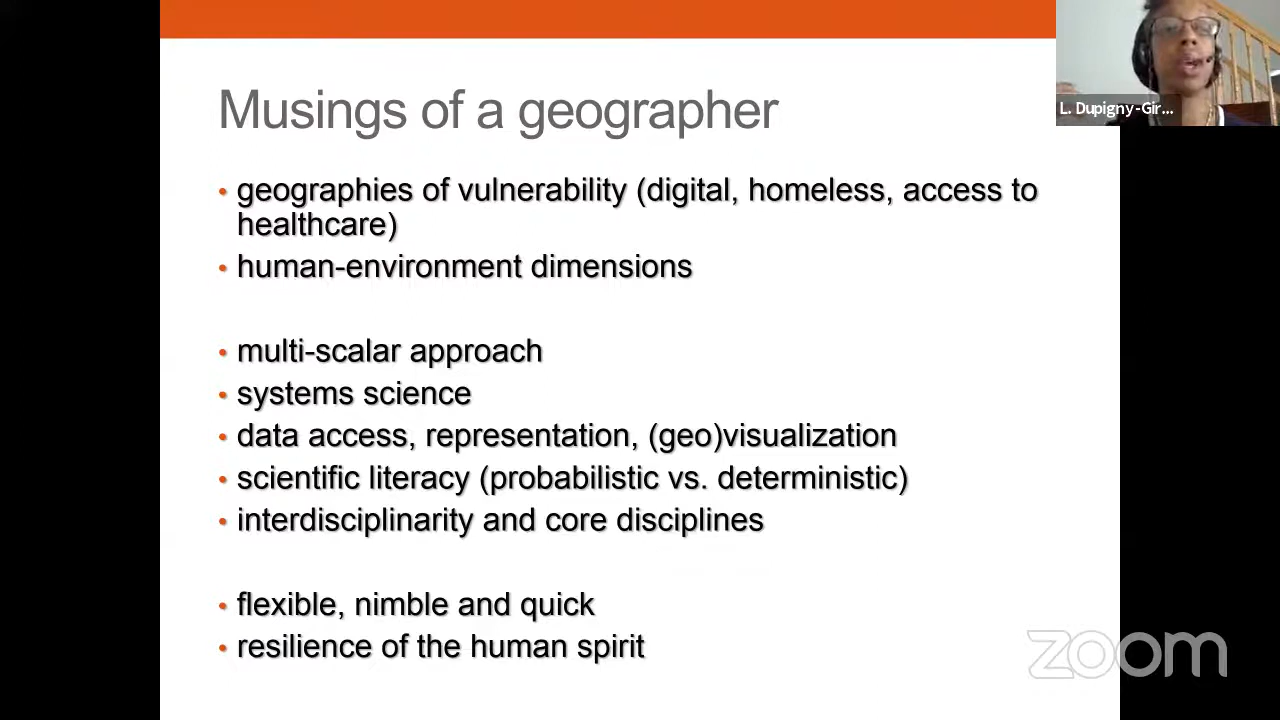 Musings of a geographer
• geographies of vulnerability (digital, homeless, access to
healthcare)
• human-environment dimensions
• multi-scalar approach
• systems science
• data access, representation, (geo)visualization
• scientific literacy (probabilistic vs. deterministic)
• interdisciplinarity and core disciplines
• flexible, nimble and quick
• resilience of the human spirit
L. Dupigny-Gir...
zoom